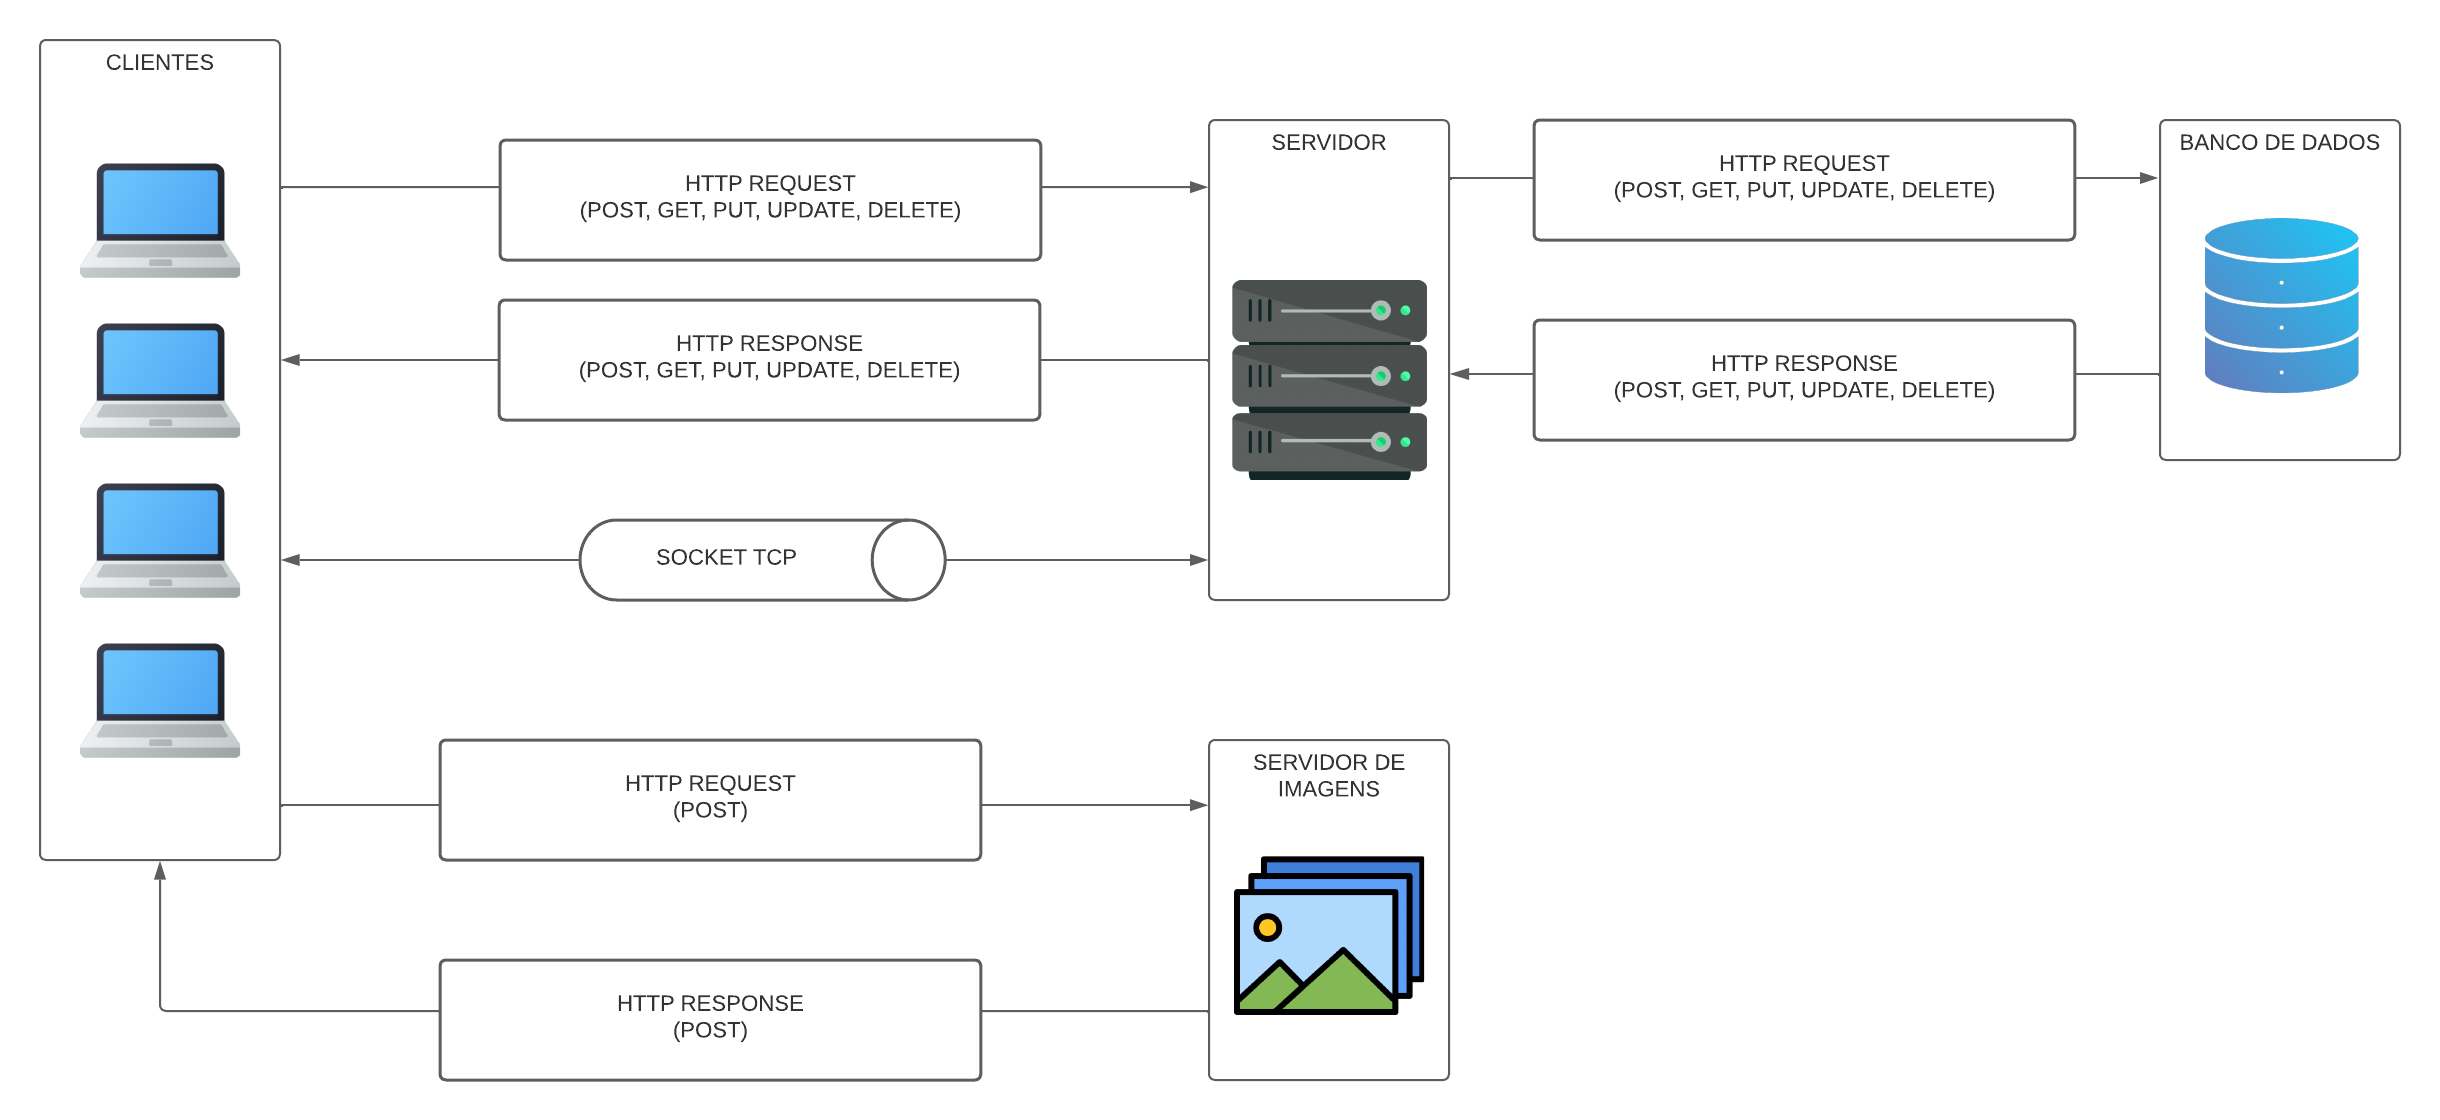 CLIENTES
HTTP REQUEST
(POST, GET, PUT, UPDATE, DELETE)
SERVIDOR
HTTP REQUEST
(POST, GET, PUT, UPDATE, DELETE)
BANCO DE DADOS
HTTP RESPONSE
(POST, GET, PUT, UPDATE, DELETE)
HTTP RESPONSE
(POST, GET, PUT, UPDATE, DELETE)
SOCKET TCP
HTTP REQUEST
(POST)
SERVIDOR DE
IMAGENS
HTTP RESPONSE
(POST)